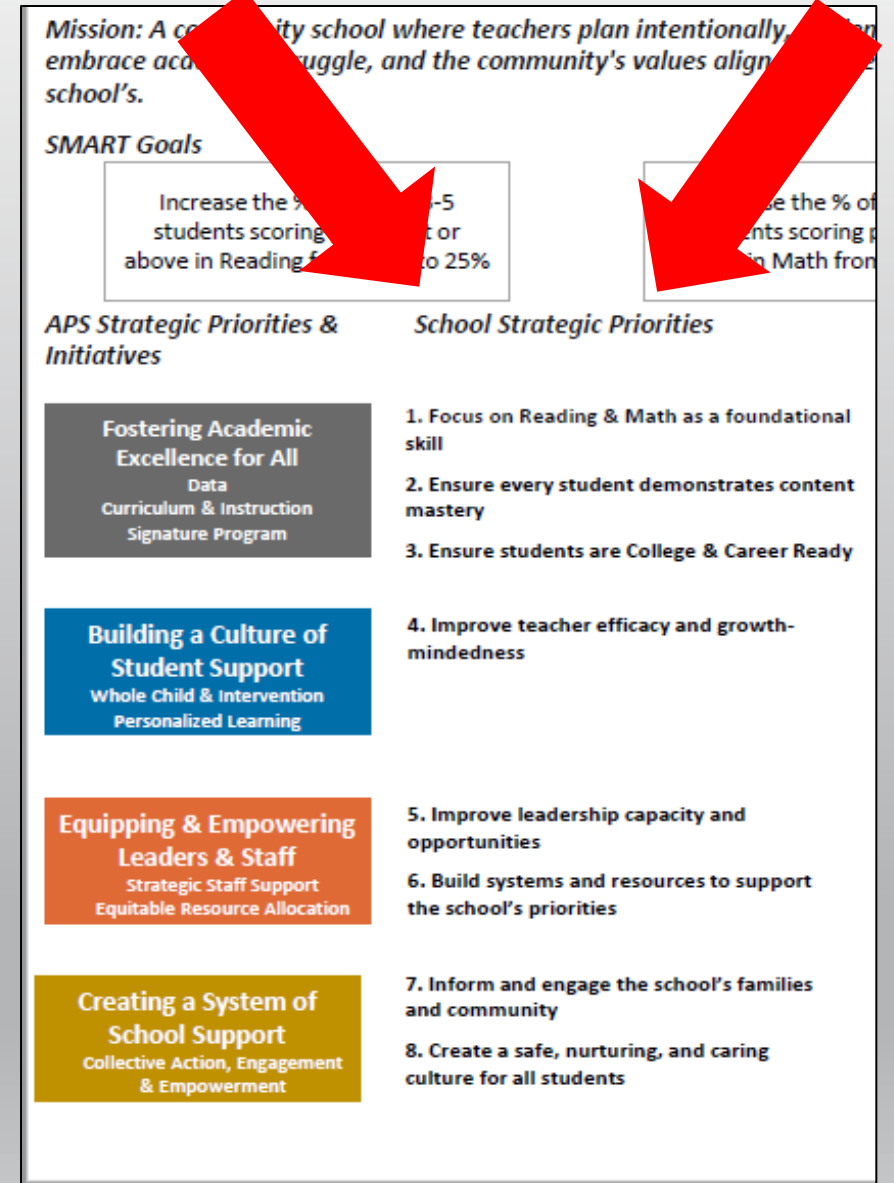 Mission: A ity school where teachers plan intentionally,
embrace and the community's values align
school's.
SMART Goals
Increase the -5
students scoring or
above in Reading to 25%
the % of
scoring
in Math from
APS Strategic Priorities &
Initiatives
School Strategic Priorities
Fostering Academic
Excellence for All
Data
Curriculum & Instruction
Signature Program
1. Focus on Reading & Math as a foundational
skill
2. Ensure every student demonstrates content
mastery
3. Ensure students are College & Career Ready
Building a Culture of
Student Support
Whole Child & Intervention
Personalized Learning
4. Improve teacher efficacy and growth-
mindedness
Equipping & Empowering
Leaders & Staff
Strategic Staff Support
Equitable Resource Allocation
5. Improve leadership capacity and
opportunities
6. Build systems and resources to support
the school's priorities
Creating a System of
School Support
Collective Action, Engagement
& Empowerment
7. Inform and engage the school's families
and community
8. Create a safe, nurturing, and caring
culture for all students